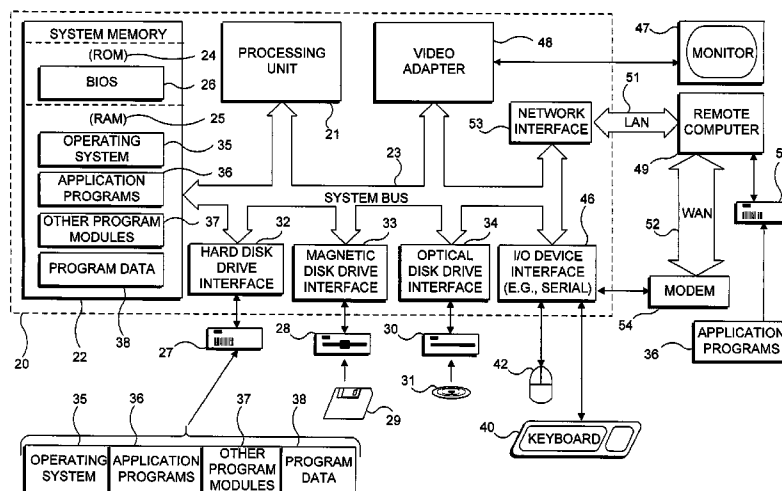 SYSTEM MEMORY
(ROM) 24
BIOS
26
(RAM) 25
OPERATING
SYSTEM
35
36
APPLICATION
PROGRAMS
OTHER PROGRAM
MODULES
37
PROGRAM DATA
38
22
20
PROCESSING
UNIT
21
VIDEO
ADAPTER
48
47
MONITOR
23
SYSTEM BUS
53
NETWORK
INTERFACE
51
LAN
REMOTE
COMPUTER
49
52
WAN
MODEM
54
36
APPLICATION
PROGRAMS
32
HARD DISK
DRIVE
INTERFACE
33
MAGNETIC
DISK DRIVE
INTERFACE
34
OPTICAL
DISK DRIVE
INTERFACE
46
I/O DEVICE
INTERFACE
(E.G., SERIAL)
27
28
29
30
31
42
40
KEYBOARD
35
36
37
38
OPERATING
SYSTEM
APPLICATION
PROGRAMS
OTHER
PROGRAM
MODULES
PROGRAM
DATA